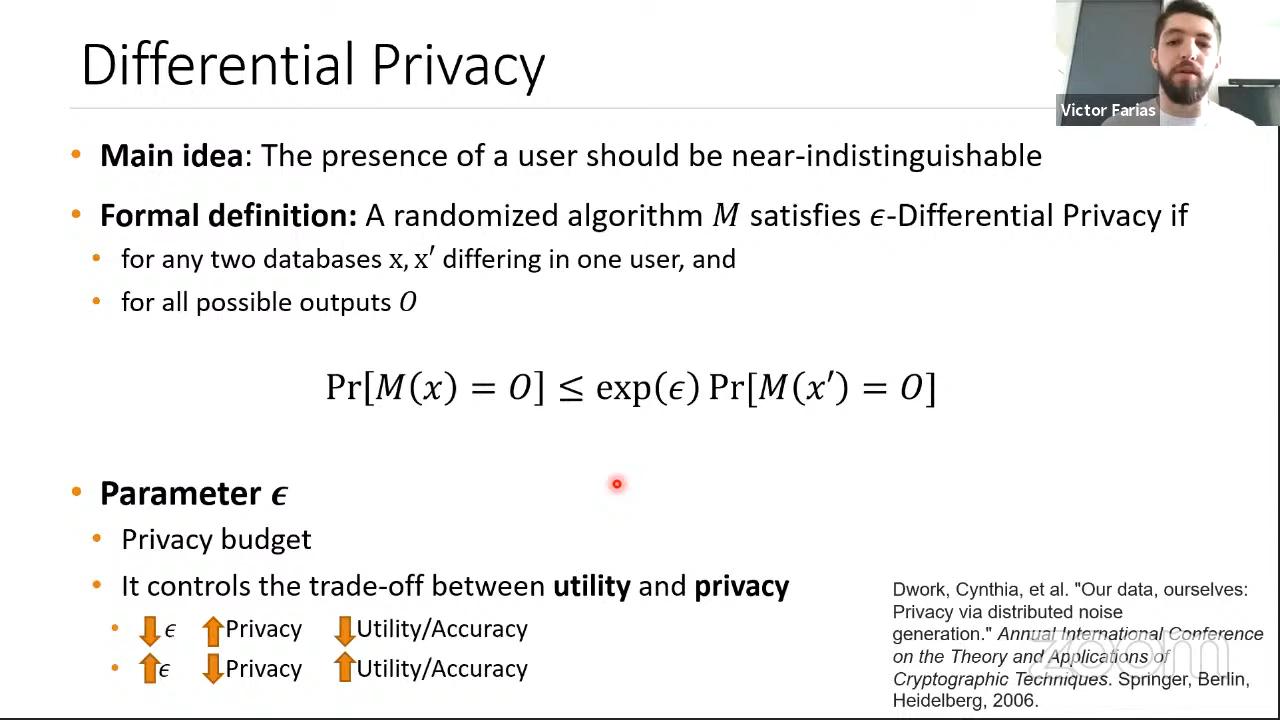 Differential Privacy
Victor Farias
• Main idea: The presence of a user should be near-indistinguishable
• Formal definition: A randomized algorithm M satisfies ϵ-Differential Privacy if
• for any two databases x, x′ differing in one user, and
• for all possible outputs O
Pr[M(x) = O] ≤ exp(ϵ) Pr[M(x′) = O]
• Parameter ϵ
• Privacy budget
• It controls the trade-off between utility and privacy
• ↓ ϵ ↑ Privacy ↓ Utility/Accuracy
• ↑ ϵ ↓ Privacy ↑ Utility/Accuracy
Dwork, Cynthia, et al. "Our data, ourselves:
Privacy via distributed noise
generation." Annual International Conference
on the Theory and Applications of
Cryptographic Techniques. Springer, Berlin,
Heidelberg, 2006.
zoom